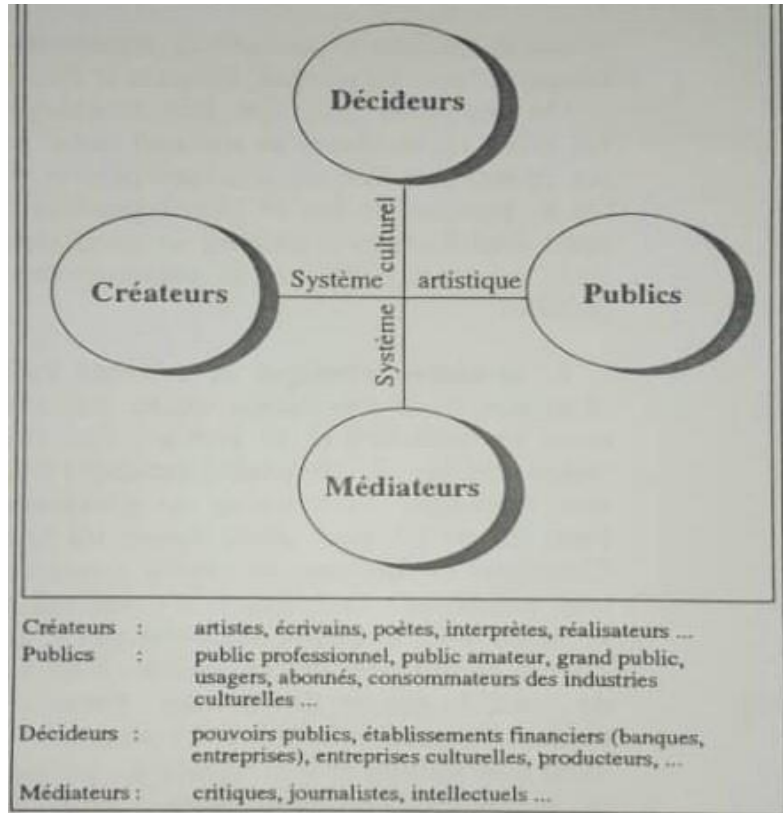 Décideurs
Système culturel
Créateurs
Système artistique
Publics
Médiateurs
Créateurs : artistes, écrivains, poètes, interprètes, réalisateurs ...
Publics : public professionnel, public amateur, grand public,
usagers, abonnés, consommateurs des industries
culturelles ...
Décideurs : pouvoirs publics, établissements financiers (banques,
entreprises), entreprises culturelles, producteurs, ...
Médiateurs : critiques, journalistes, intellectuels ...